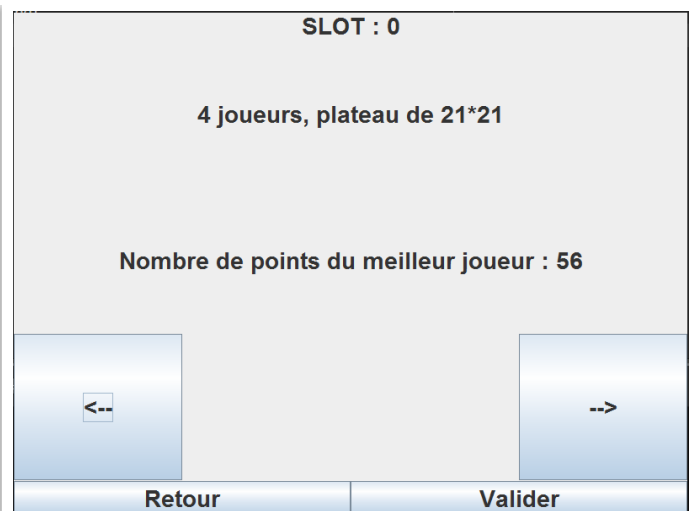 SLOT : 0
4 joueurs, plateau de 21*21
Nombre de points du meilleur joueur : 56
<-- -->
Retour Valider